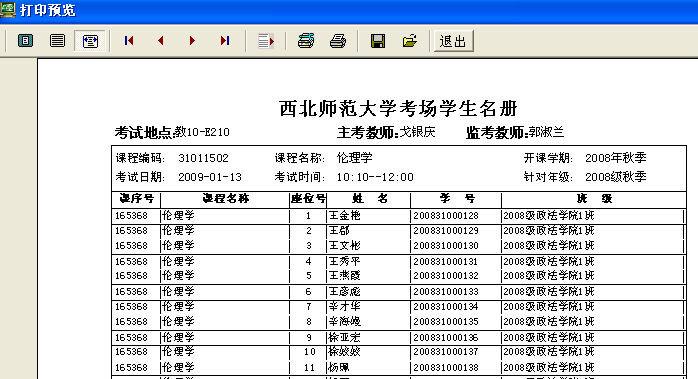 打印预览
退出
西北师范大学考场学生名册
考试地点:教10-E210 主考教师:戈银庆 监考教师:郭淑兰
课程编码: 31011502 课程名称: 伦理学 开课学期: 2008年秋季
考试日期: 2009-01-13 考试时间: 10:10--12:00 针对年级: 2008级秋季
课序号 课程名称 座位号 姓 名 学 号 班 级
165368 伦理学 1 王金艳 200831000128 2008级政法学院1班
165368 伦理学 2 王郁 200831000129 2008级政法学院1班
165368 伦理学 3 王文彬 200831000130 2008级政法学院1班
165368 伦理学 4 王秀平 200831000131 2008级政法学院1班
165368 伦理学 5 王燕霞 200831000132 2008级政法学院1班
165368 伦理学 6 王彦彪 200831000133 2008级政法学院1班
165368 伦理学 7 辛才华 200831000134 2008级政法学院1班
165368 伦理学 8 辛海嫚 200831000135 2008级政法学院1班
165368 伦理学 9 徐亚宏 200831000136 2008级政法学院1班
165368 伦理学 10 徐姣姣 200831000137 2008级政法学院1班
165368 伦理学 11 杨佩 200831000138 2008级政法学院1班